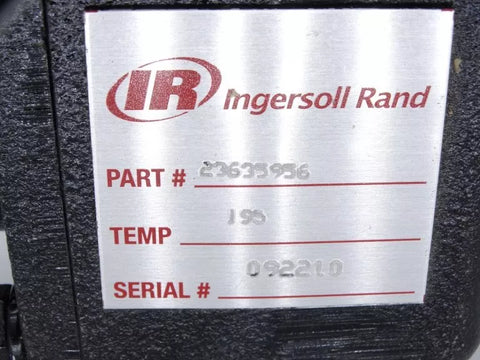 IR Ingersoll Rand
PART # 23635956
TEMP 195
SERIAL # 092210